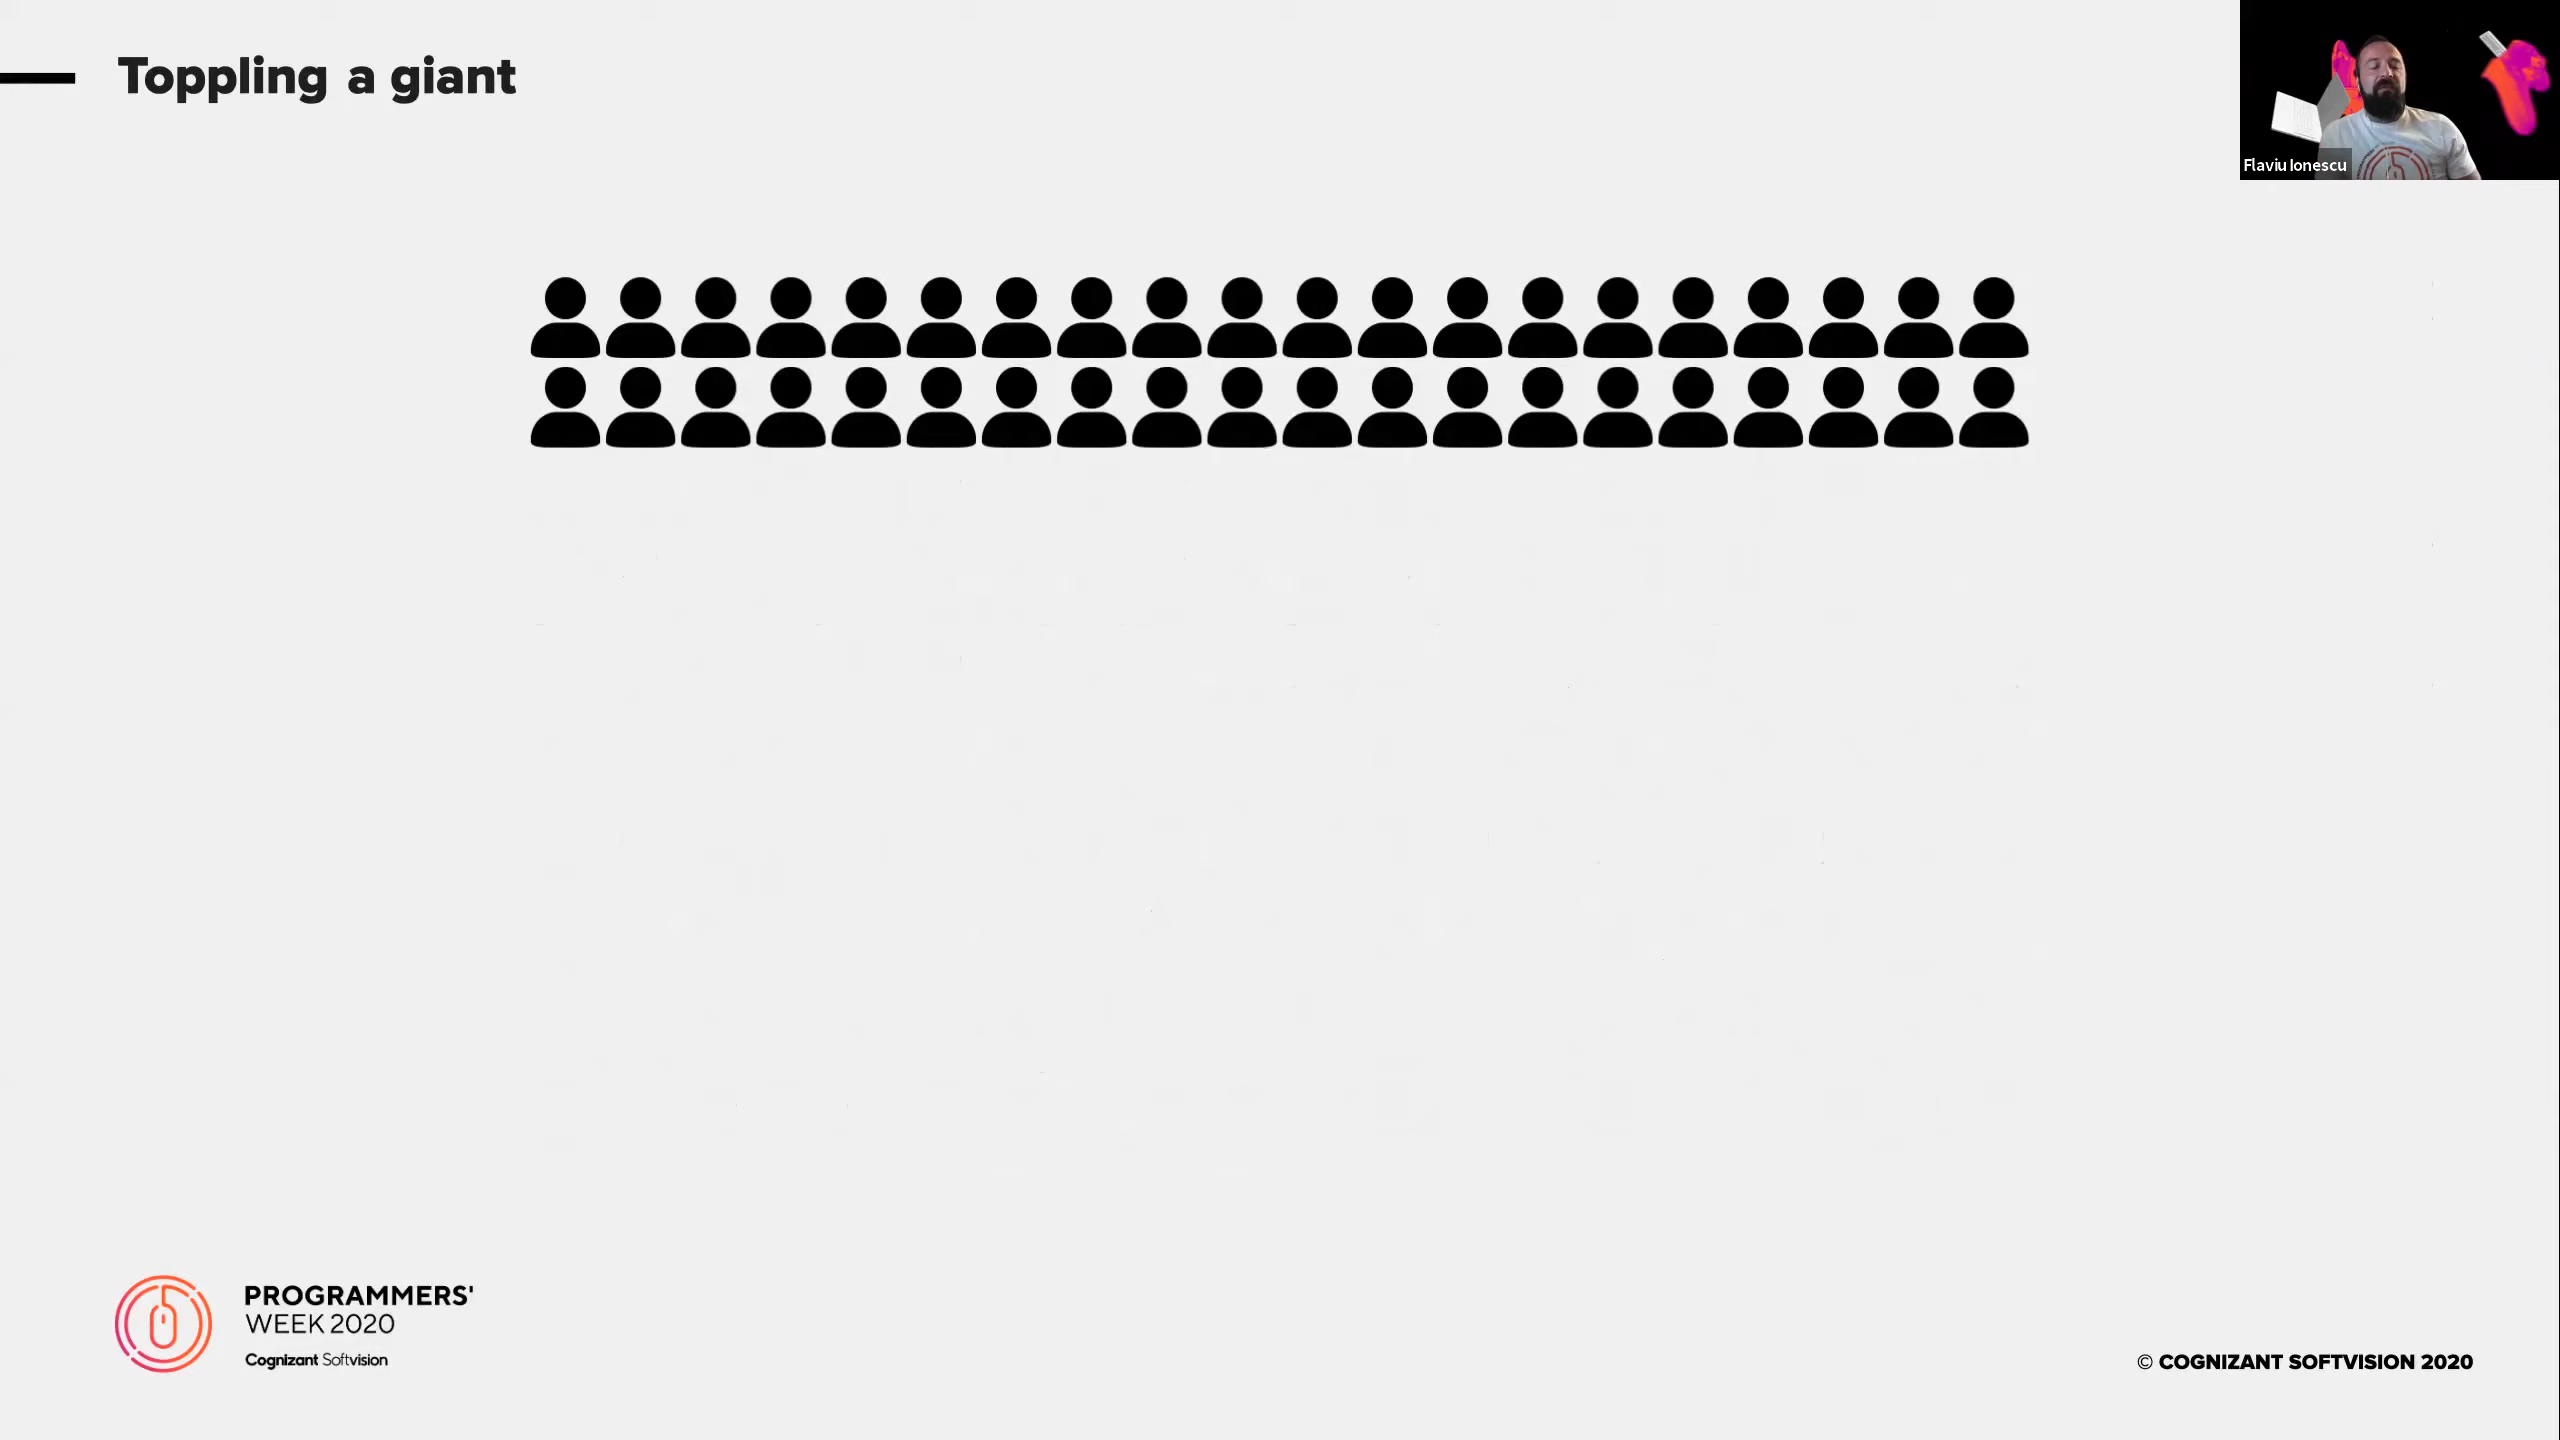 Toppling a giant
Flaviu Ionescu
PROGRAMMERS'
WEEK 2020
Cognizant Softvision
© COGNIZANT SOFTVISION 2020